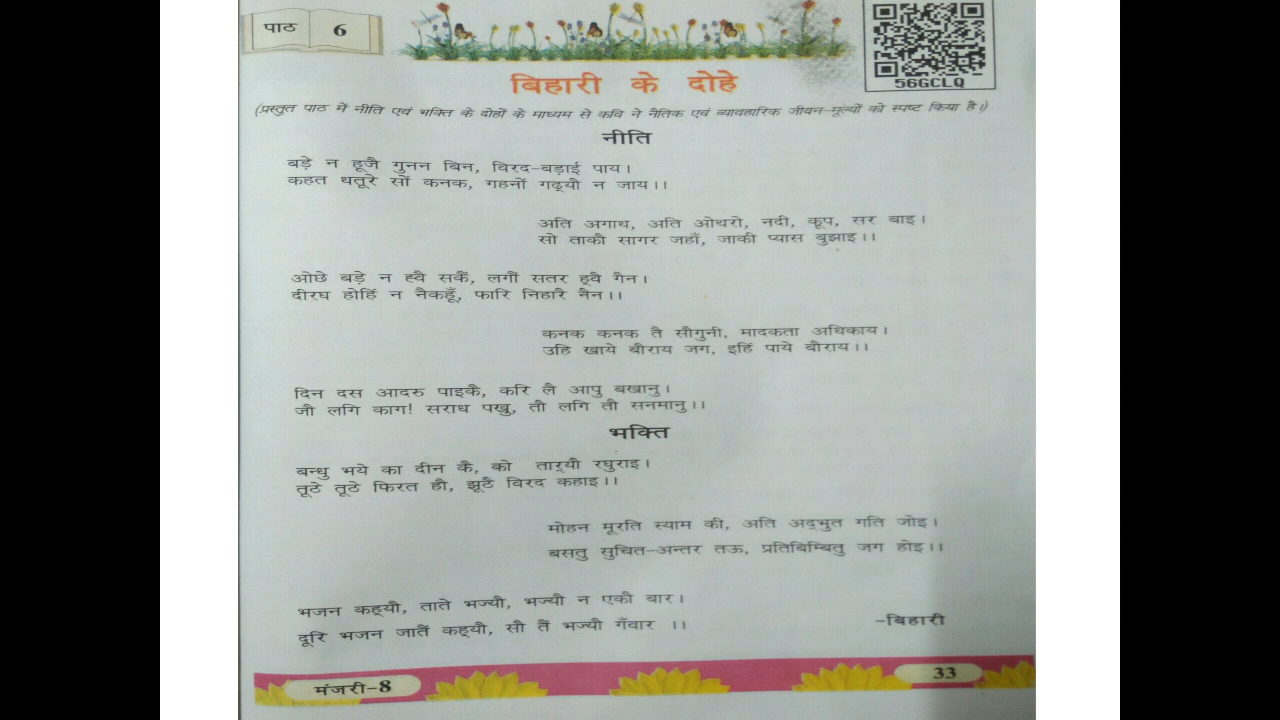 पाठ 6
56GCLQ
बिहारी के दोहे
(प्रस्तुत पाठ में नीति एवं भक्ति के दोहों के माध्यम से कवि ने नैतिक एवं व्यावहारिक जीवन-मूल्यों को स्पष्ट किया है।)
नीति
बड़े न हूजै गुनन बिन, विरद-बड़ाई पाय।
कहत धतूरे सों कनक, गहनों गढ़्यौ न जाय।।
अति अगाध, अति ओथरो, नदी, कूप, सर बाइ।
सो ताकौ सागर जहाँ, जाकी प्यास बुझाइ।।
ओछे बड़े न ह्वै सकैं, लगौं सतर ह्वै गैन।
दीरघ होहिं न नैकहूँ, फारि निहारै नैन।।
कनक कनक तै सौगुनी, मादकता अधिकाय।
उहि खाये बौराय जग, इहिं पाये बौराय।।
दिन दस आदरु पाइकै, करि लै आपु बखानु।
जौ लगि काग! सराध पखु, तौ लगि तौ सनमानु।।
भक्ति
बन्धु भये का दीन कै, को तार्‌यौ रघुराइ।
तूठे तूठे फिरत हौ, झूठै विरद कहाइ।।
मोहन मूरति स्याम की, अति अद्‌भुत गति जोइ।
बसतु सुचित-अन्तर तऊ, प्रतिबिम्बितु जग होइ।।
भजन कह्यौ, ताते भज्यौ, भज्यौ न एकौ बार।
दूरि भजन जातैं कह्यौ, सौ तैं भज्यौ गँवार ।।
-बिहारी
मंजरी-8
33